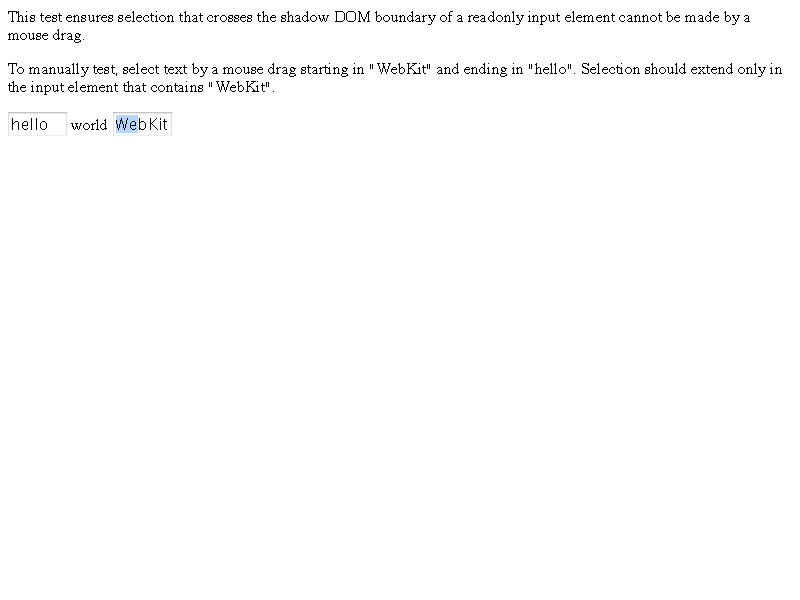 This test ensures selection that crosses the shadow DOM boundary of a readonly input element cannot be made by a
mouse drag.
To manually test, select text by a mouse drag starting in "WebKit" and ending in "hello". Selection should extend only in
the input element that contains "WebKit".
hello world WebKit